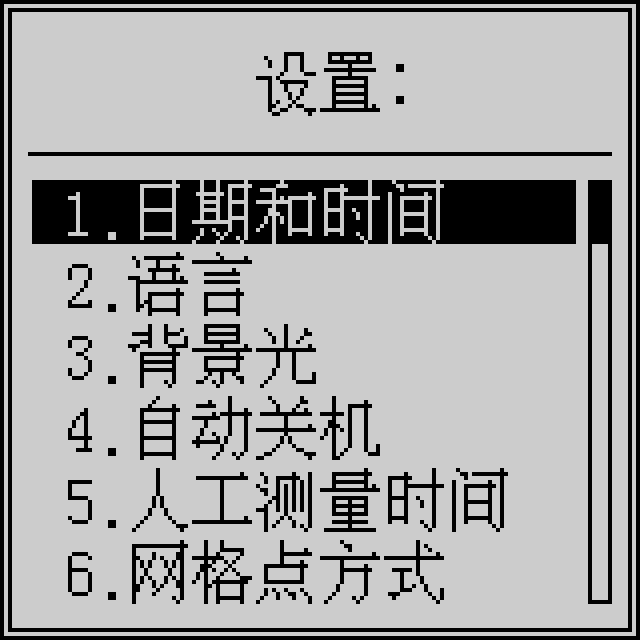 设置:
1.日期和时间
2.语言
3.背景光
4.自动关机
5.人工测量时间
6.网格点方式